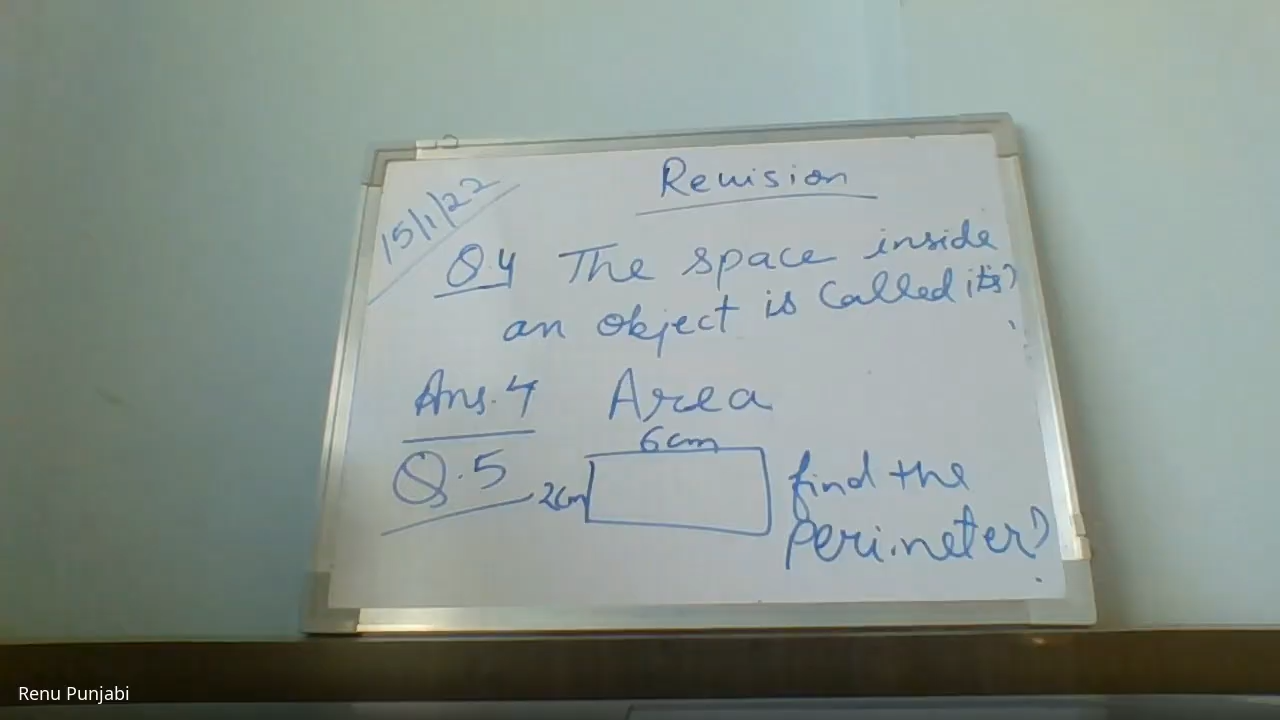 15/1/22
Revision
Q.4 The space inside
an object is called its?
Ans.4 Area
6cm
Q.5 2cm find the
perimeter?
Renu Punjabi